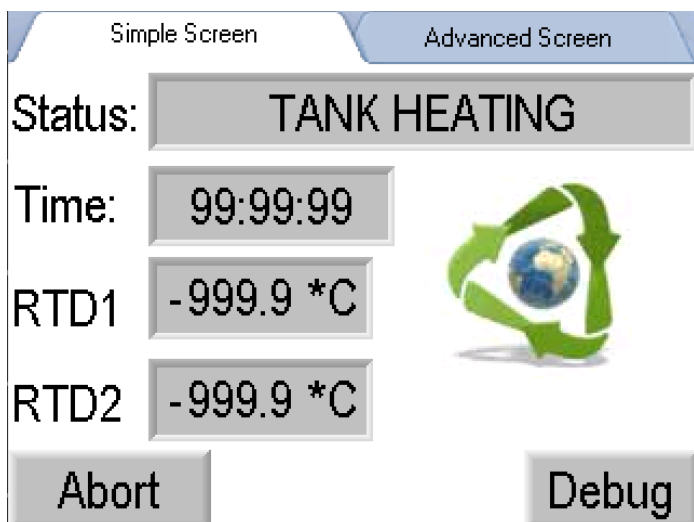 Simple Screen Advanced Screen
Status: TANK HEATING
Time: 99:99:99
RTD1 -999.9 *C
RTD2 -999.9 *C
Abort Debug